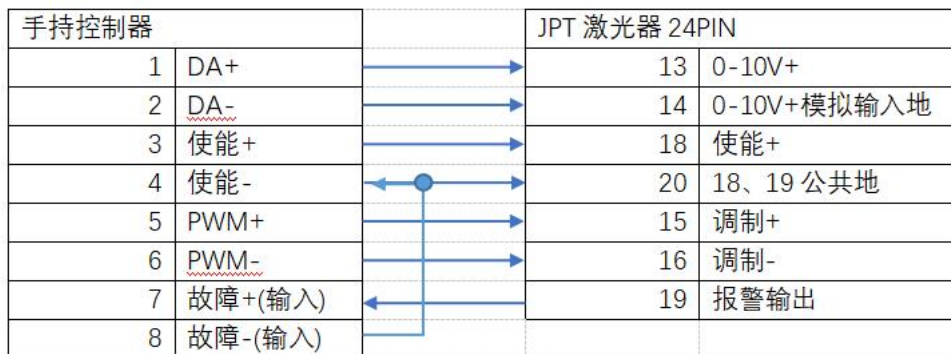 手持控制器 JPT 激光器 24PIN
1 DA+ 13 0-10V+
2 DA- 14 0-10V+模拟输入地
3 使能+ 18 使能+
4 使能- 20 18、19 公共地
5 PWM+ 15 调制+
6 PWM- 16 调制-
7 故障+(输入) 19 报警输出
8 故障-(输入)